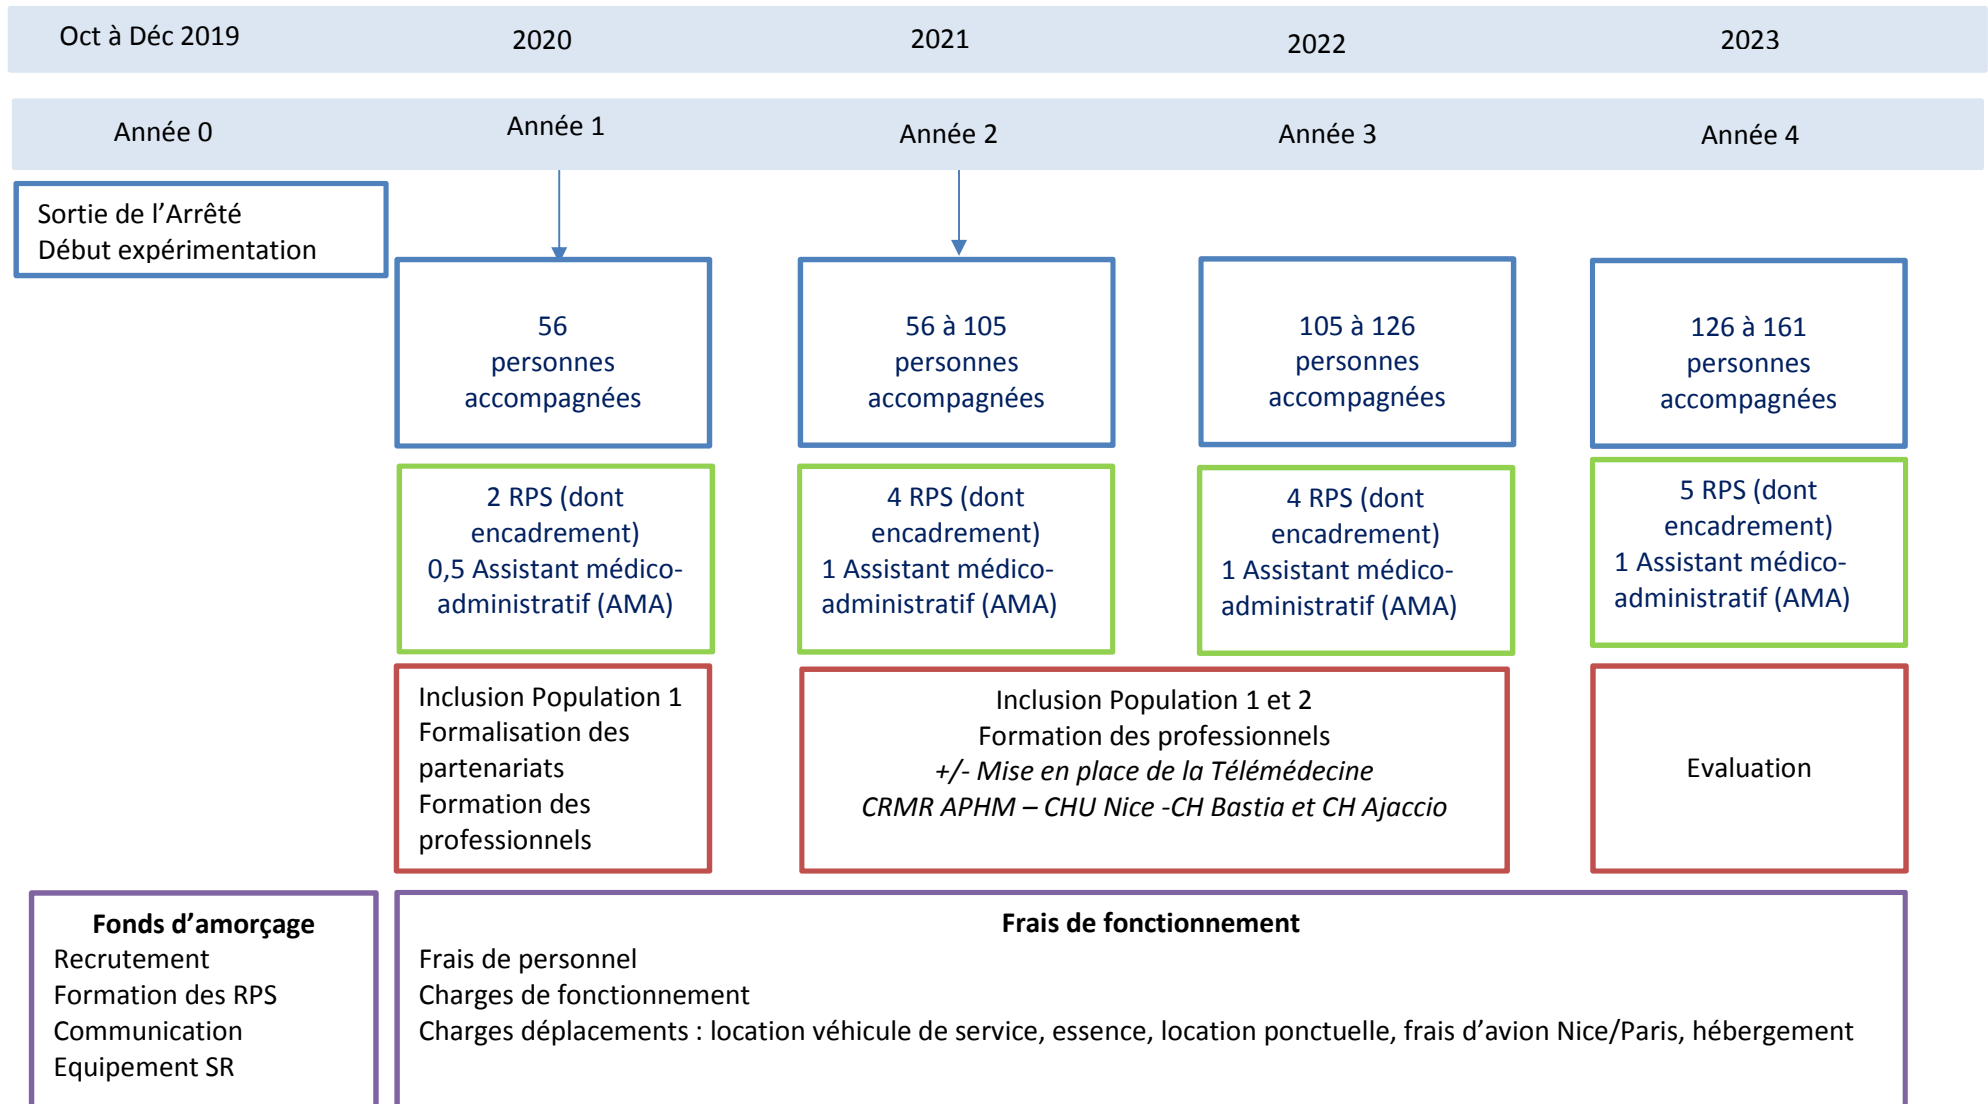 Oct à Déc 2019
2020
2021
2022
2023
Année 0
Année 1
Année 2
Année 3
Année 4
Sortie de l’Arrêté
Début expérimentation
56
personnes
accompagnées
56 à 105
personnes
accompagnées
105 à 126
personnes
accompagnées
126 à 161
personnes
accompagnées
2 RPS (dont
encadrement)
0,5 Assistant médico-
administratif (AMA)
4 RPS (dont
encadrement)
1 Assistant médico-
administratif (AMA)
4 RPS (dont
encadrement)
1 Assistant médico-
administratif (AMA)
5 RPS (dont
encadrement)
1 Assistant médico-
administratif (AMA)
Inclusion Population 1
Formalisation des
partenariats
Formation des
professionnels
Inclusion Population 1 et 2
Formation des professionnels
+/- Mise en place de la Télémédecine
CRMR APHM – CHU Nice -CH Bastia et CH Ajaccio
Evaluation
Fonds d’amorçage
Recrutement
Formation des RPS
Communication
Equipement SR
Frais de fonctionnement
Frais de personnel
Charges de fonctionnement
Charges déplacements : location véhicule de service, essence, location ponctuelle, frais d’avion Nice/Paris, hébergement